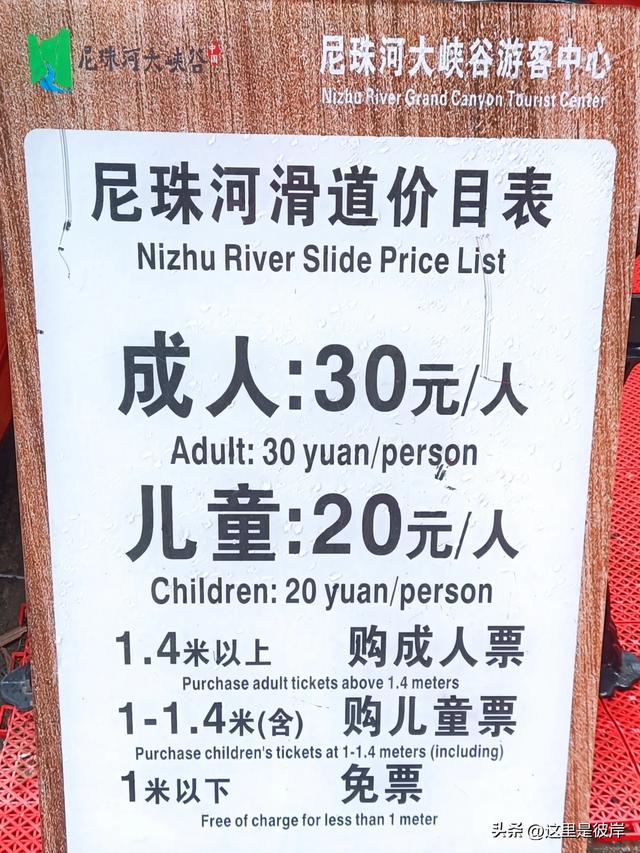 尼珠河大峡谷 中国
尼珠河大峡谷游客中心
Nizhu River Grand Canyon Tourist Center
尼珠河滑道价目表
Nizhu River Slide Price List
成人:30元/人
Adult: 30 yuan/person
儿童:20元/人
Children: 20 yuan/person
1.4米以上 购成人票
Purchase adult tickets above 1.4 meters
1-1.4米(含) 购儿童票
Purchase children's tickets at 1-1.4 meters (including)
1米以下 免票
Free of charge for less than 1 meter
头条 @这里是彼岸